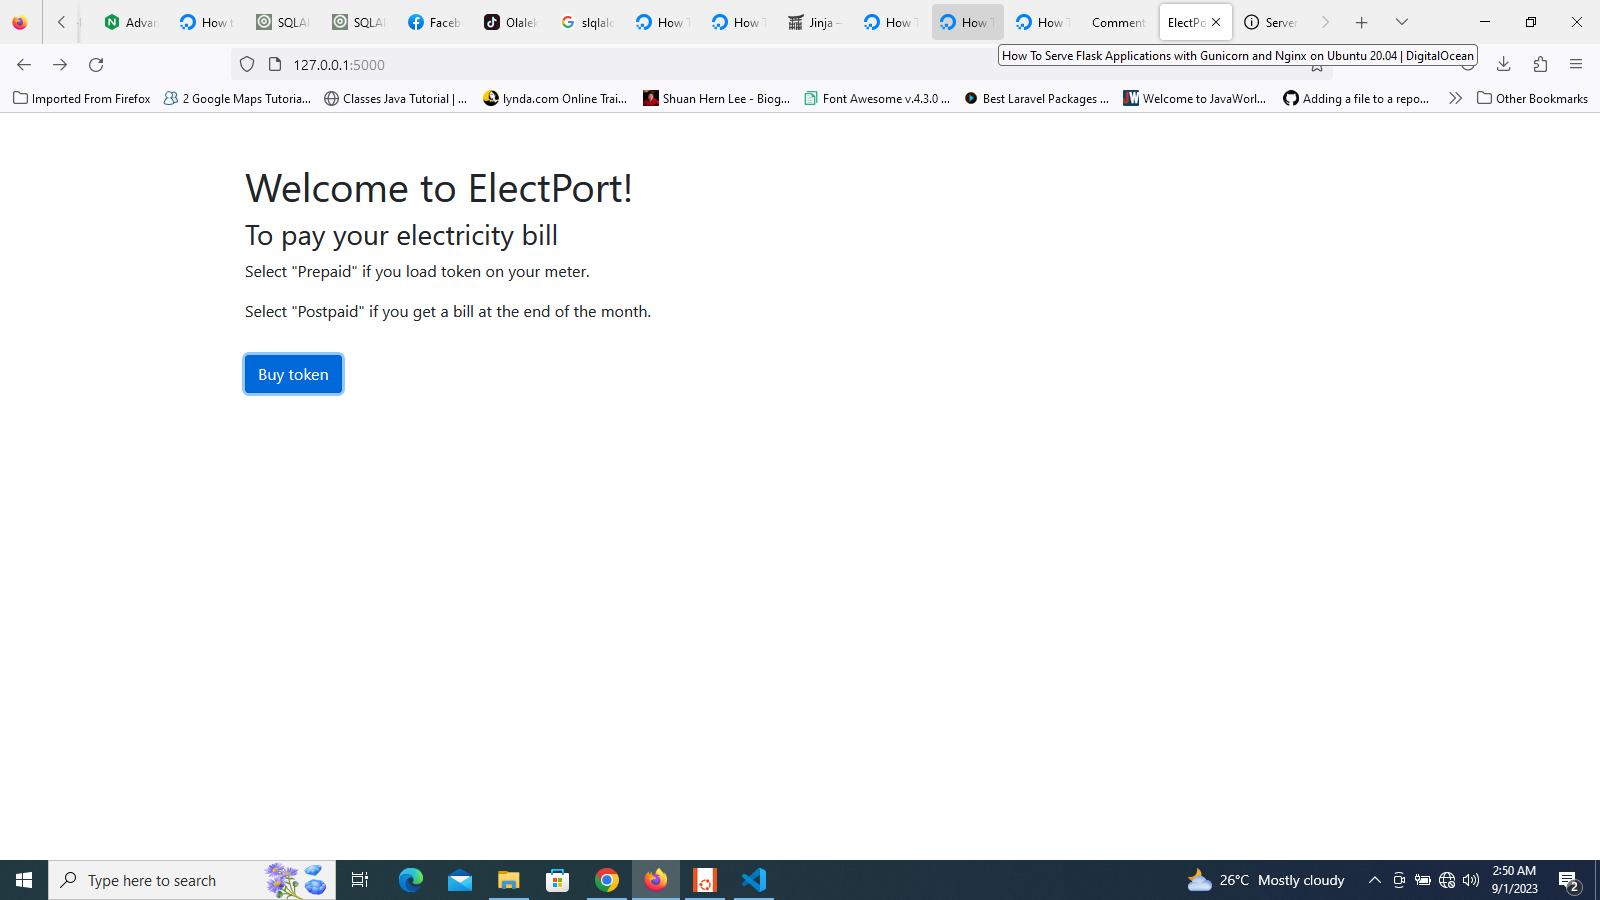 Advan
How t
SQLAl
SQLAl
Faceb
Olalek
slqlalc
How T
How T
Jinja –
How T
How T
How T
Comment
ElectPo
Server
127.0.0.1:5000
How To Serve Flask Applications with Gunicorn and Nginx on Ubuntu 20.04 | DigitalOcean
Imported From Firefox
2 Google Maps Tutoria...
Classes Java Tutorial | ...
lynda.com Online Trai...
Shuan Hern Lee - Biog...
Font Awesome v.4.3.0 ...
Best Laravel Packages ...
Welcome to JavaWorl...
Adding a file to a repo...
Other Bookmarks
Welcome to ElectPort!
To pay your electricity bill
Select "Prepaid" if you load token on your meter.
Select "Postpaid" if you get a bill at the end of the month.
Buy token
Type here to search
26°C Mostly cloudy
2:50 AM
9/1/2023
2